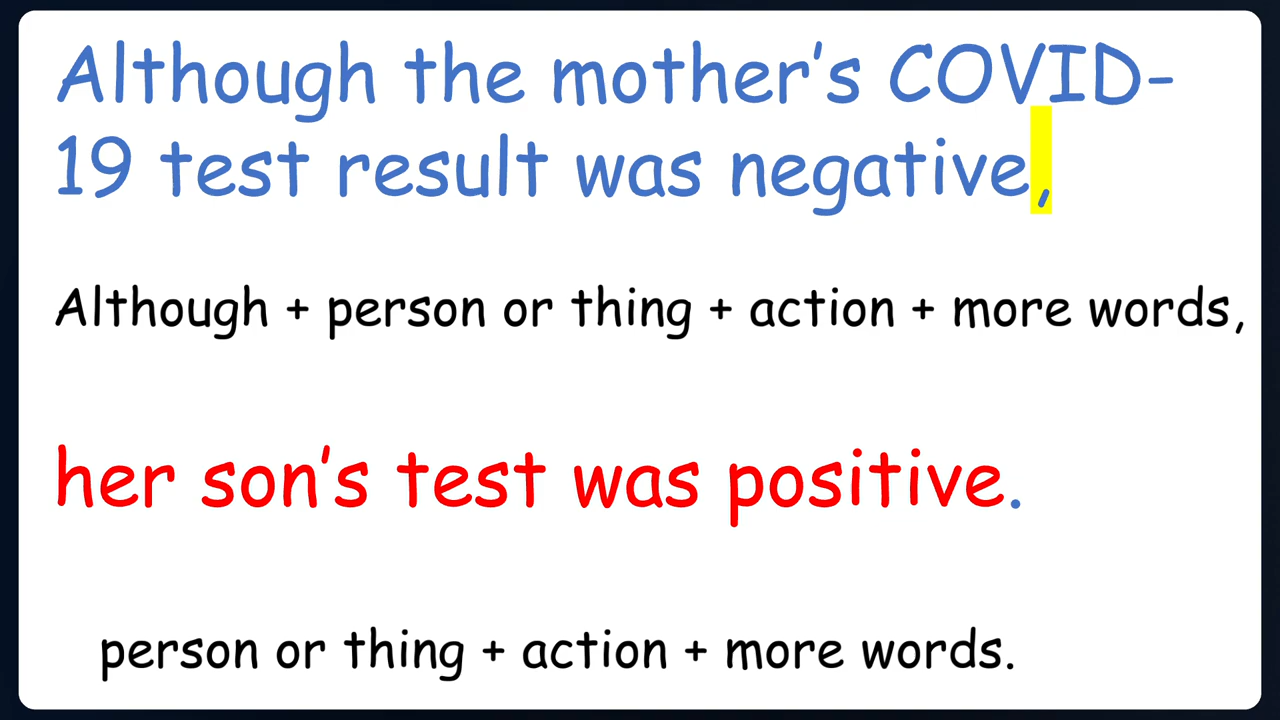 Although the mother’s COVID-
19 test result was negative,
Although + person or thing + action + more words,
her son’s test was positive.
person or thing + action + more words.